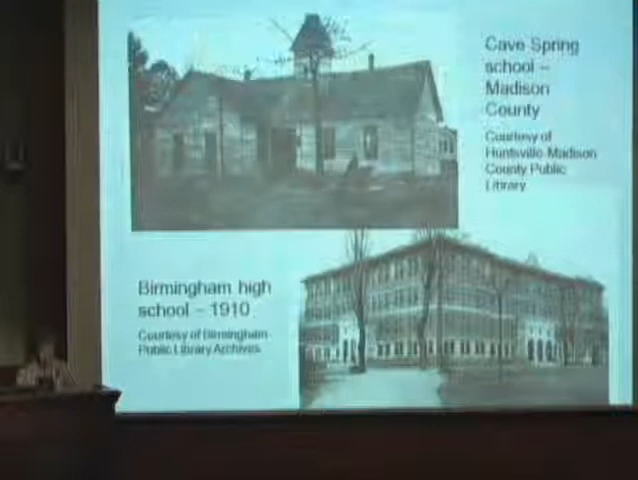 Cave Spring
school –
Madison
County
Courtesy of
Huntsville-Madison
County Public
Library
Birmingham high
school – 1910
Courtesy of Birmingham
Public Library Archives